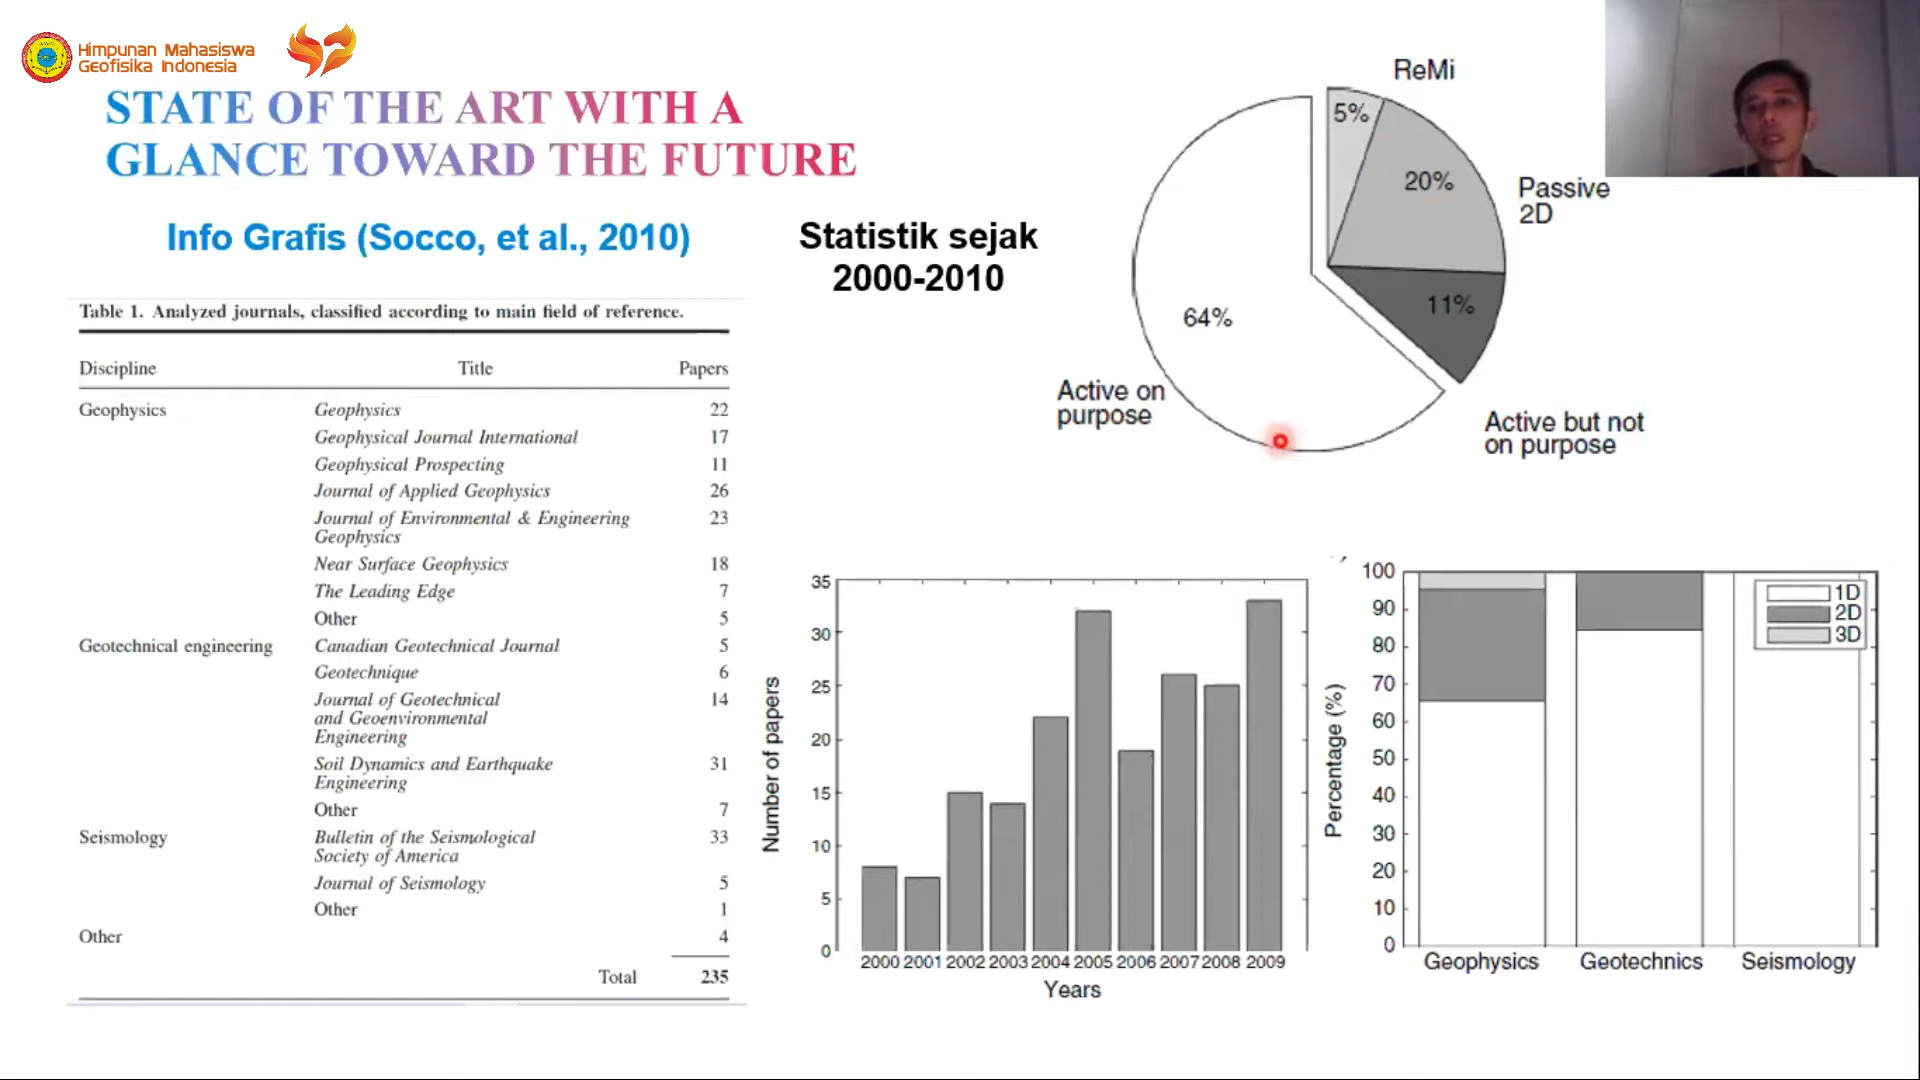 Himpunan Mahasiswa
Geofisika Indonesia
STATE OF THE ART WITH A
GLANCE TOWARD THE FUTURE
Info Grafis (Socco, et al., 2010)
Statistik sejak
2000-2010
Table 1. Analyzed journals, classified according to main field of reference.
Discipline Title Papers
Geophysics Geophysics 22
Geophysical Journal International 17
Geophysical Prospecting 11
Journal of Applied Geophysics 26
Journal of Environmental & Engineering 23
Geophysics
Near Surface Geophysics 18
The Leading Edge 7
Other 5
Geotechnical engineering Canadian Geotechnical Journal 5
Geotechnique 6
Journal of Geotechnical 14
and Geoenvironmental
Engineering
Soil Dynamics and Earthquake 31
Engineering
Other 7
Seismology Bulletin of the Seismological 33
Society of America
Journal of Seismology 5
Other 1
Other 4
Total 235
ReMi
5%
20%
Passive
2D
11%
64%
Active on
purpose
Active but not
on purpose
Number of papers
35
30
25
20
15
10
5
0
2000 2001 2002 2003 2004 2005 2006 2007 2008 2009
Years
Percentage (%)
100
90
80
70
60
50
40
30
20
10
0
1D
2D
3D
Geophysics Geotechnics Seismology